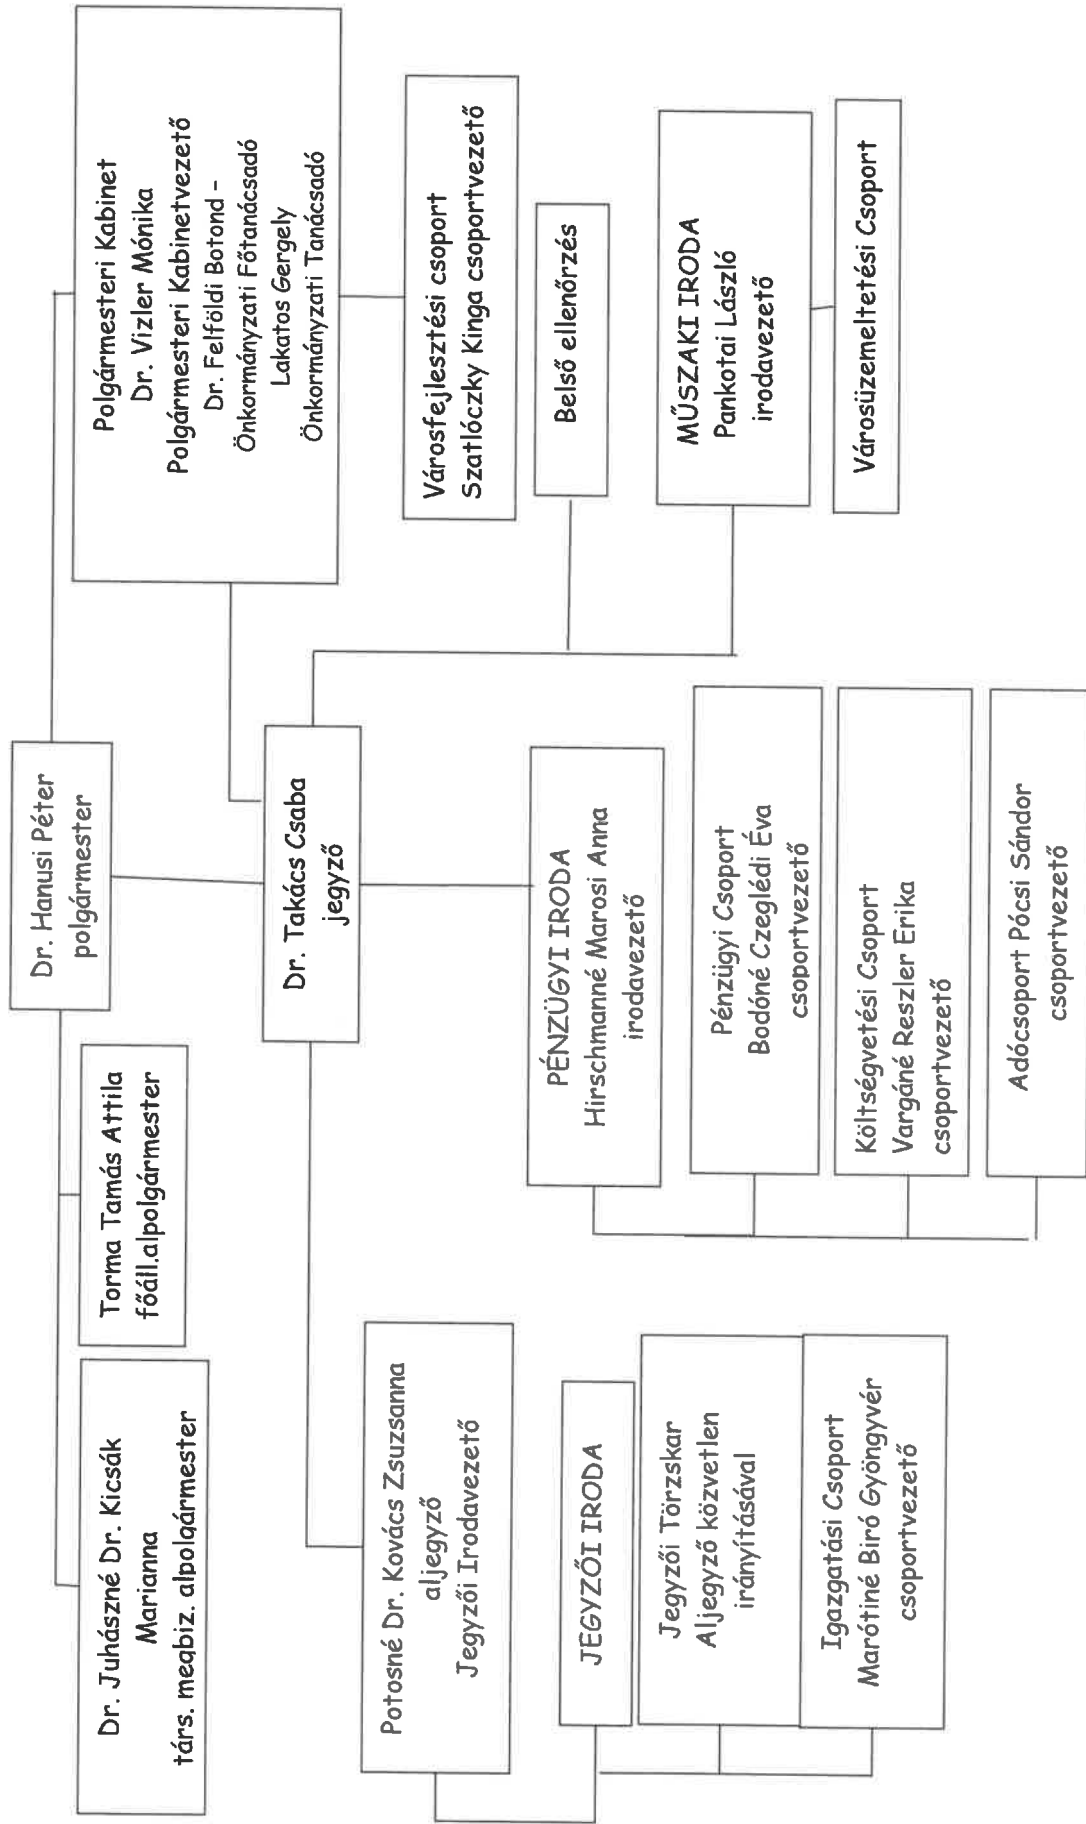 Dr. Hanusi Péter
polgármester
Dr. Juhászné Dr. Kicsák
Marianna
társ. megbiz. alpolgármester
Torma Tamás Attila
főáll.alpolgármester
Polgármesteri Kabinet
Dr. Vizler Mónika
Polgármesteri Kabinetvezető
Dr. Felföldi Botond –
Önkormányzati Főtanácsadó
Lakatos Gergely
Önkormányzati Tanácsadó
Dr. Takács Csaba
jegyző
Városfejlesztési csoport
Szatlóczky Kinga csoportvezető
Belső ellenőrzés
Potosné Dr. Kovács Zsuzsanna
aljegyző
Jegyzői Irodavezető
PÉNZÜGYI IRODA
Hirschmanné Marosi Anna
irodavezető
MŰSZAKI IRODA
Pankotai László
irodavezető
JEGYZŐI IRODA
Jegyzői Törzskar
Aljegyző közvetlen
irányításával
Igazgatási Csoport
Marótiné Biró Gyöngyvér
csoportvezető
Pénzügyi Csoport
Bodóné Czeglédi Éva
csoportvezető
Költségvetési Csoport
Vargáné Reszler Erika
csoportvezető
Adócsoport Pócsi Sándor
csoportvezető
Városüzemeltetési Csoport